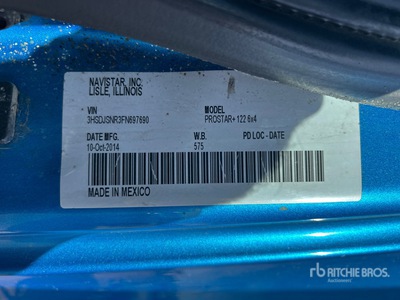 NAVISTAR, INC.
LISLE, ILLINOIS
VIN MODEL
3HSDJSNR3FN697690 PROSTAR+ 122 6x4
DATE MFG. W.B. PD LOC - DATE
10-Oct-2014 575
MADE IN MEXICO
rb RITCHIE BROS.
Auctioneers